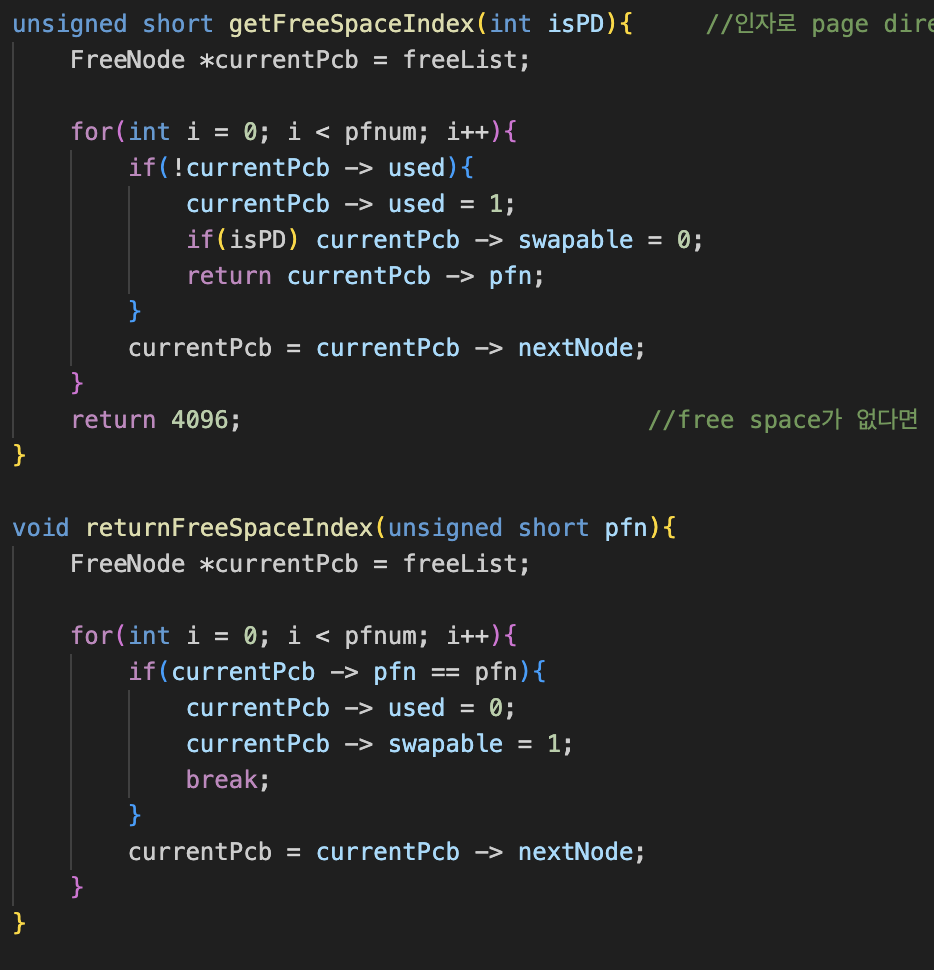 unsigned short getFreeSpaceIndex(int isPD){ //인자로 page dire
FreeNode *currentPcb = freeList;
for(int i = 0; i < pfnum; i++){
if(!currentPcb -> used){
currentPcb -> used = 1;
if(isPD) currentPcb -> swapable = 0;
return currentPcb -> pfn;
}
currentPcb = currentPcb -> nextNode;
}
return 4096; //free space가 없다면
}
void returnFreeSpaceIndex(unsigned short pfn){
FreeNode *currentPcb = freeList;
for(int i = 0; i < pfnum; i++){
if(currentPcb -> pfn == pfn){
currentPcb -> used = 0;
currentPcb -> swapable = 1;
break;
}
currentPcb = currentPcb -> nextNode;
}
}